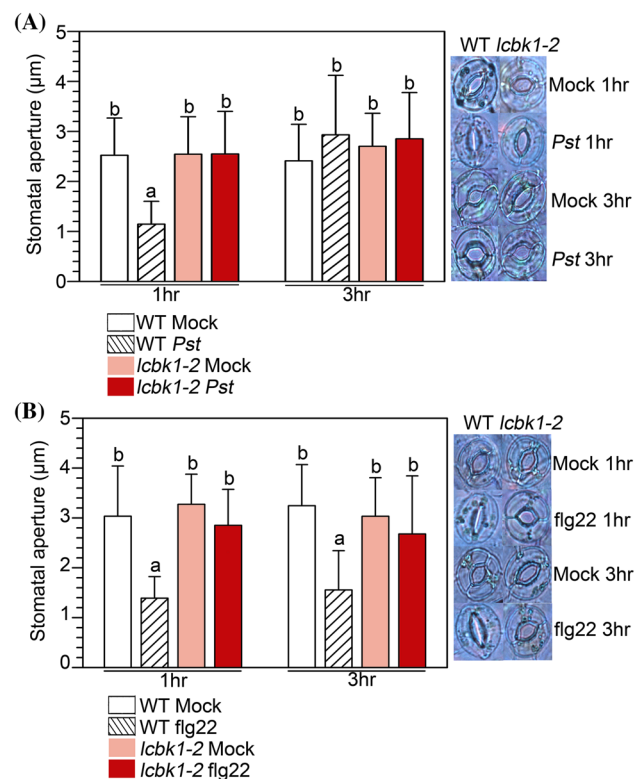 (A)
Stomatal aperture (µm)
5
4
3
2
1
0
b
a
b
b
b
b
b
b
1hr
3hr
WT lcbk1-2
Mock 1hr
Pst 1hr
Mock 3hr
Pst 3hr
WT Mock
WT Pst
lcbk1-2 Mock
lcbk1-2 Pst
(B)
Stomatal aperture (µm)
5
4
3
2
1
0
b
a
b
b
b
a
b
b
1hr
3hr
WT lcbk1-2
Mock 1hr
flg22 1hr
Mock 3hr
flg22 3hr
WT Mock
WT flg22
lcbk1-2 Mock
lcbk1-2 flg22